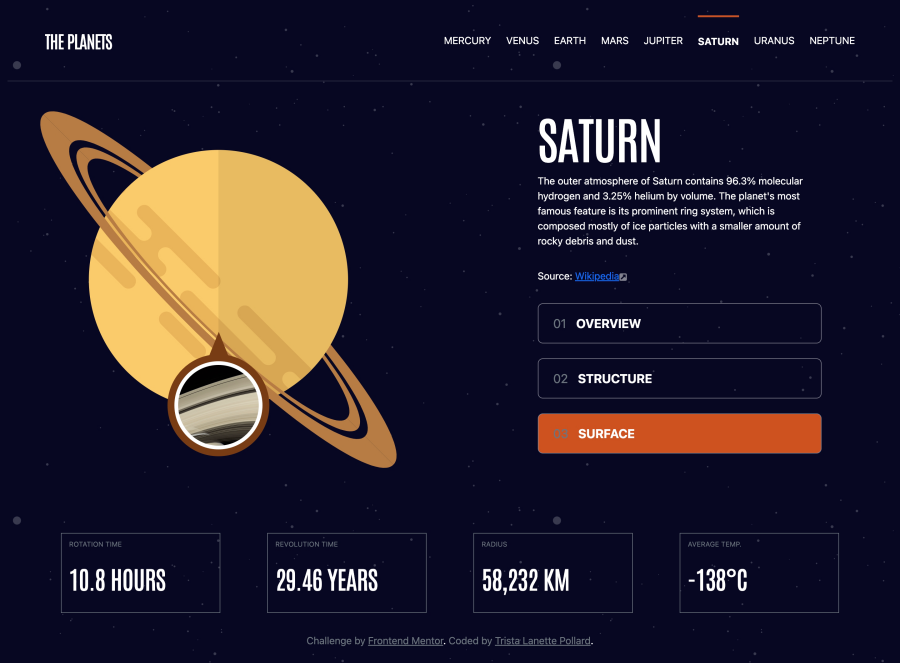 THE PLANETS
MERCURY VENUS EARTH MARS JUPITER SATURN URANUS NEPTUNE
SATURN
The outer atmosphere of Saturn contains 96.3% molecular
hydrogen and 3.25% helium by volume. The planet's most
famous feature is its prominent ring system, which is
composed mostly of ice particles with a smaller amount of
rocky debris and dust.
Source: Wikipedia
01 OVERVIEW
02 STRUCTURE
03 SURFACE
ROTATION TIME
10.8 HOURS
REVOLUTION TIME
29.46 YEARS
RADIUS
58,232 KM
AVERAGE TEMP.
-138°C
Challenge by Frontend Mentor. Coded by Trista Lanette Pollard.